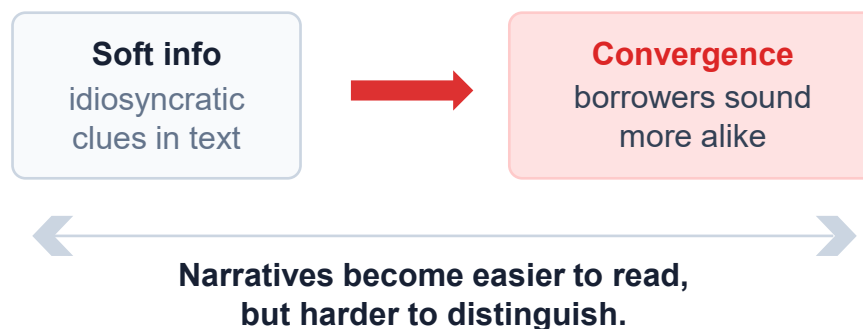 Soft info
idiosyncratic
clues in text
Convergence
borrowers sound
more alike
Narratives become easier to read,
but harder to distinguish.